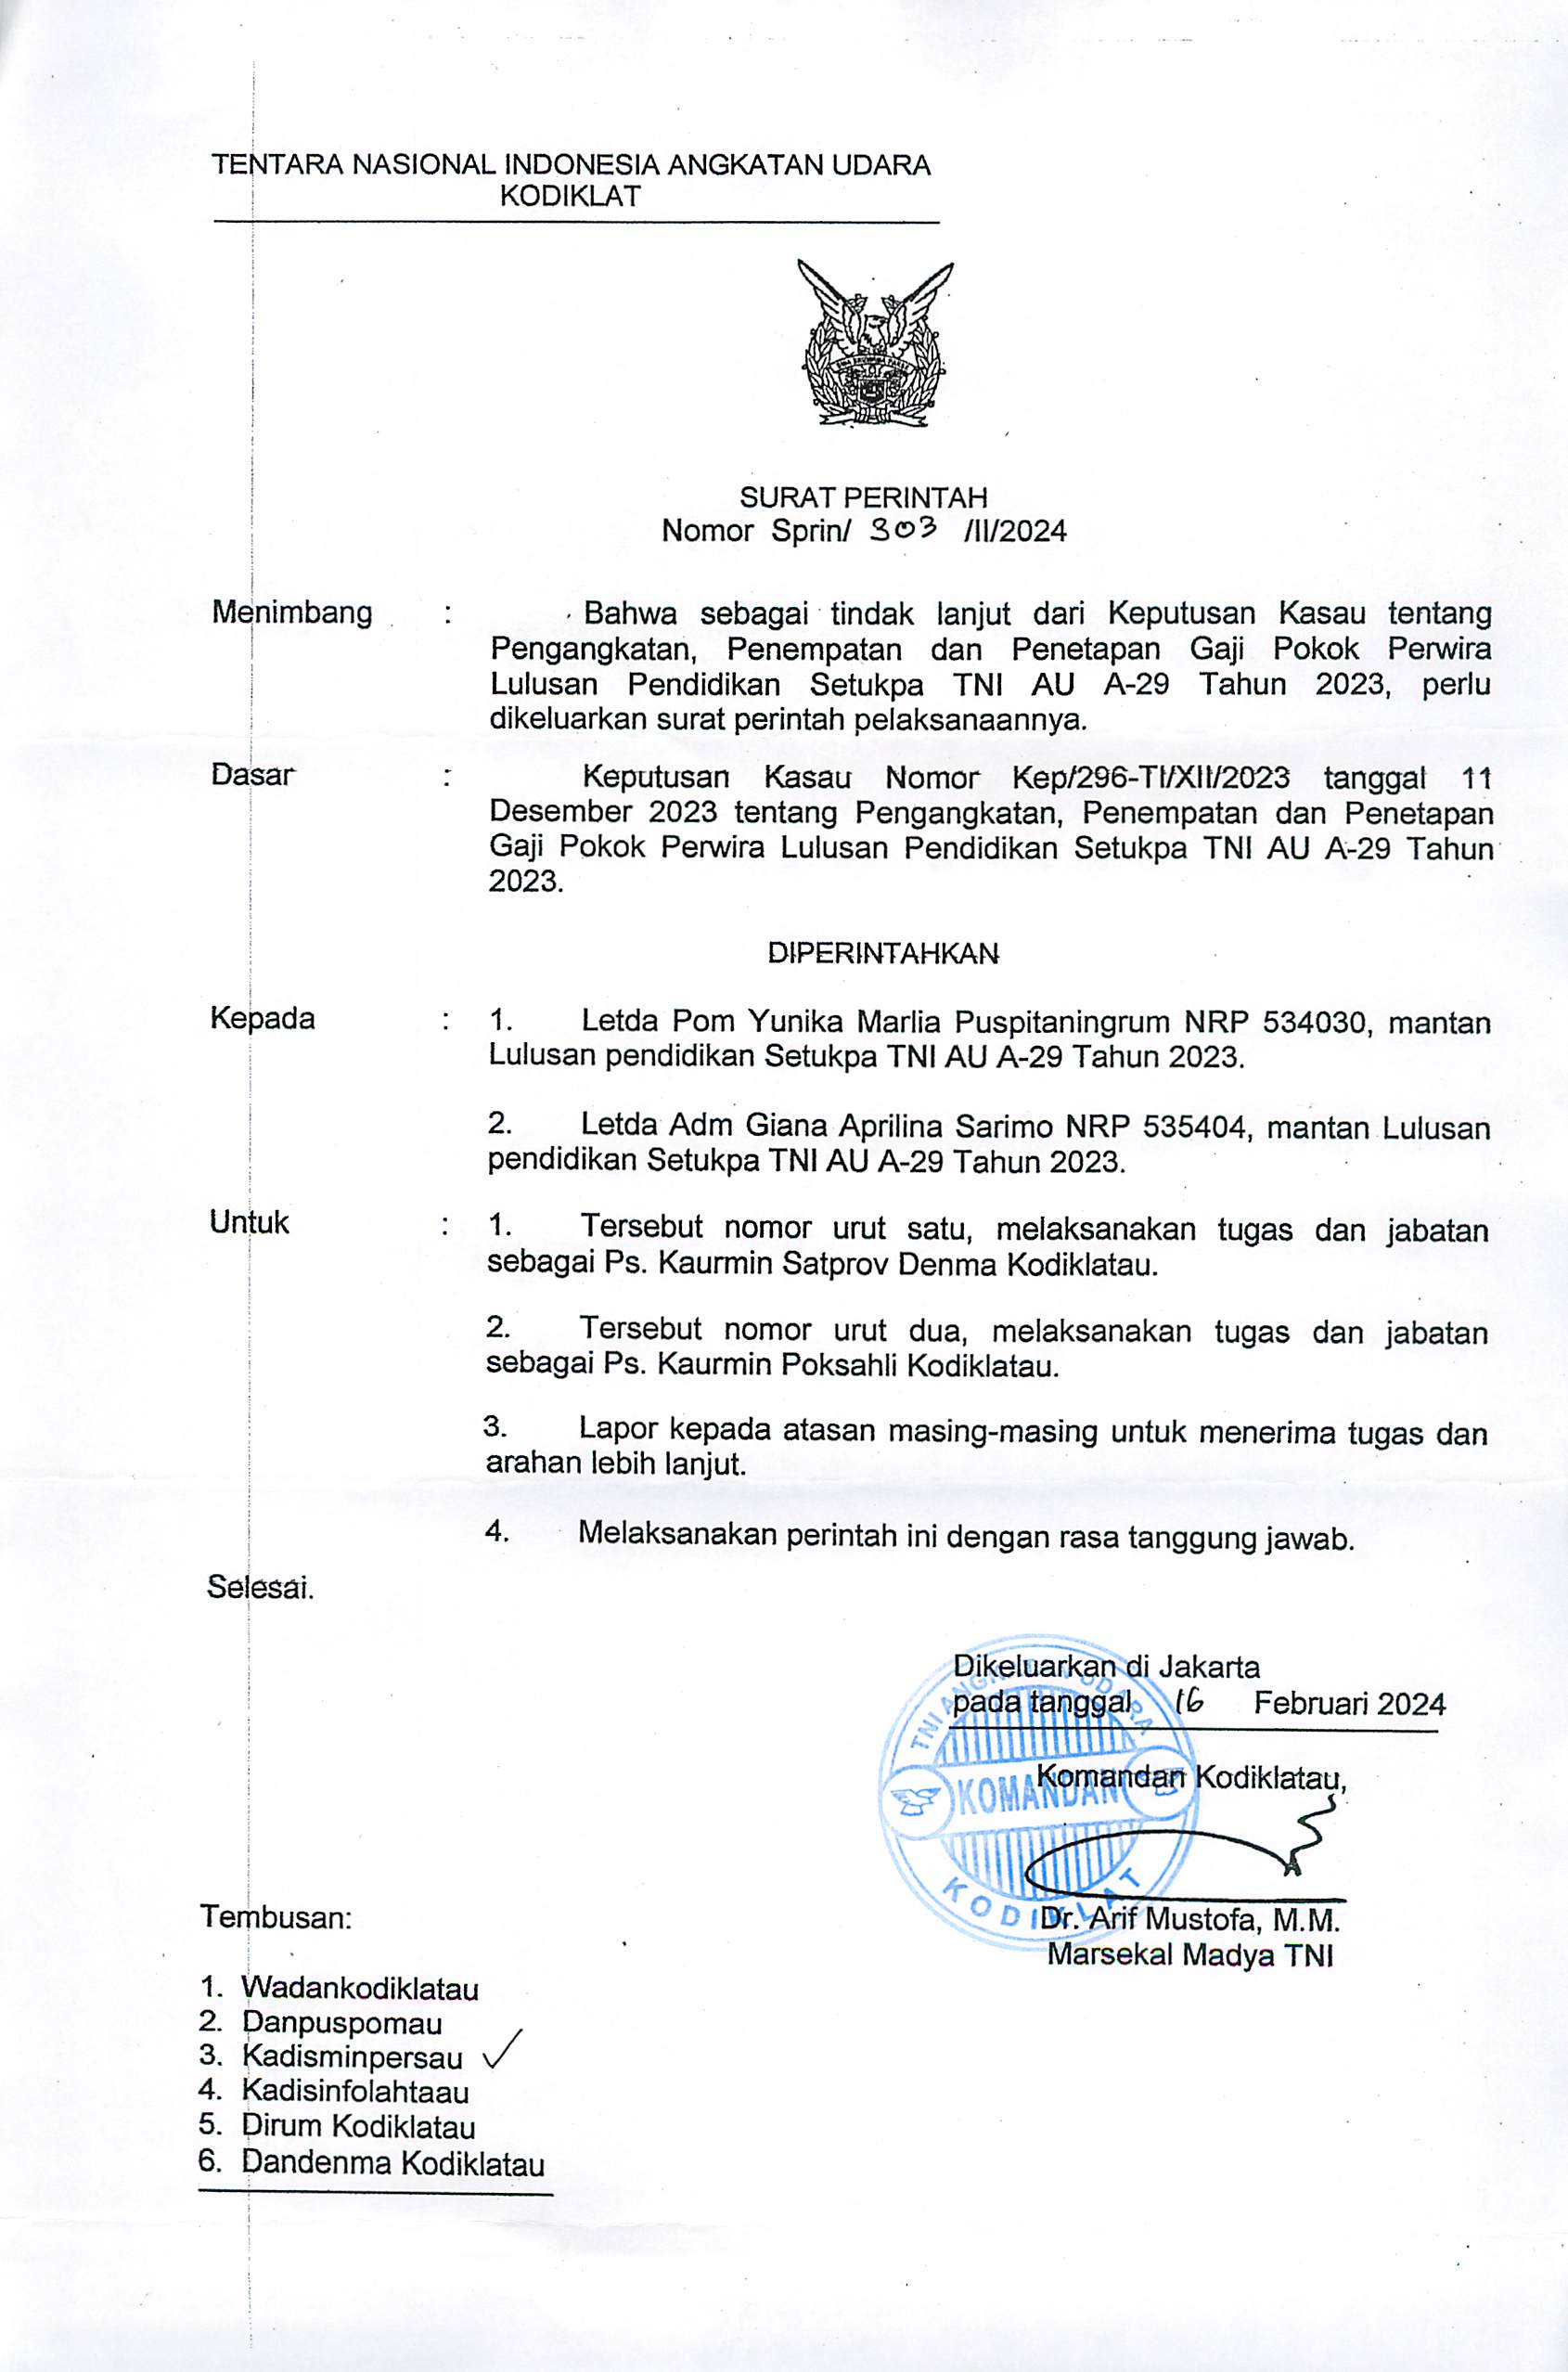 TENTARA NASIONAL INDONESIA ANGKATAN UDARA
KODIKLAT
SURAT PERINTAH
Nomor Sprin/ 303 /II/2024
Menimbang : Bahwa sebagai tindak lanjut dari Keputusan Kasau tentang
Pengangkatan, Penempatan dan Penetapan Gaji Pokok Perwira
Lulusan Pendidikan Setukpa TNI AU A-29 Tahun 2023, perlu
dikeluarkan surat perintah pelaksanaannya.
Dasar : Keputusan Kasau Nomor Kep/296-TI/XII/2023 tanggal 11
Desember 2023 tentang Pengangkatan, Penempatan dan Penetapan
Gaji Pokok Perwira Lulusan Pendidikan Setukpa TNI AU A-29 Tahun
2023.
DIPERINTAHKAN
Kepada : 1. Letda Pom Yunika Marlia Puspitaningrum NRP 534030, mantan
Lulusan pendidikan Setukpa TNI AU A-29 Tahun 2023.
2. Letda Adm Giana Aprilina Sarimo NRP 535404, mantan Lulusan
pendidikan Setukpa TNI AU A-29 Tahun 2023.
Untuk : 1. Tersebut nomor urut satu, melaksanakan tugas dan jabatan
sebagai Ps. Kaurmin Satprov Denma Kodiklatau.
2. Tersebut nomor urut dua, melaksanakan tugas dan jabatan
sebagai Ps. Kaurmin Poksahli Kodiklatau.
3. Lapor kepada atasan masing-masing untuk menerima tugas dan
arahan lebih lanjut.
4. Melaksanakan perintah ini dengan rasa tanggung jawab.
Selesai.
Dikeluarkan di Jakarta
pada tanggal 16 Februari 2024
Komandan Kodiklatau,
TNI ANGKATAN UDARA
KOMANDAN
KODIKLAT
Dr. Arif Mustofa, M.M.
Marsekal Madya TNI
Tembusan:
1. Wadankodiklatau
2. Danpuspomau
3. Kadisminpersau
4. Kadisinfolahtaau
5. Dirum Kodiklatau
6. Dandenma Kodiklatau